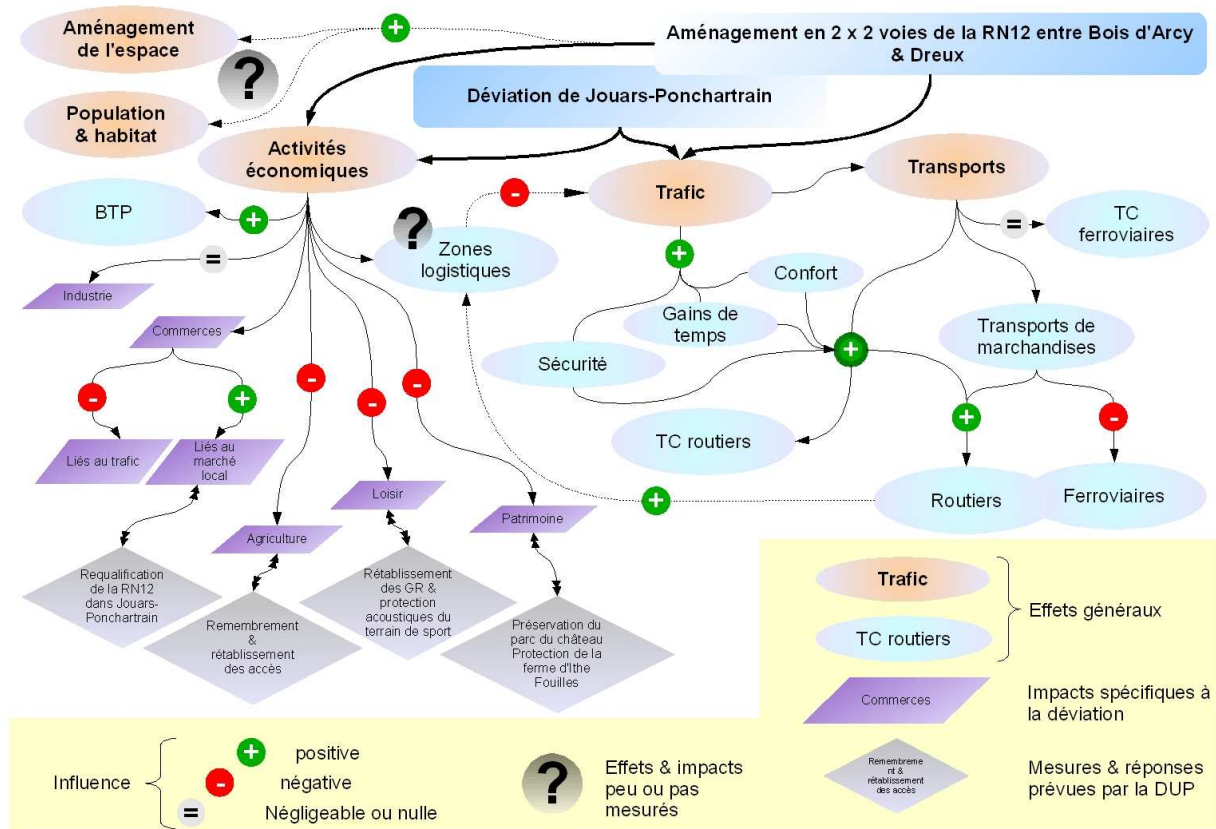 Aménagement
de l'espace
+
Aménagement en 2 x 2 voies de la RN12 entre Bois d'Arcy
& Dreux
?
Déviation de Jouars-Ponchartrain
Population
& habitat
Activités
économiques
Trafic
Transports
-
BTP
+
?
Zones
logistiques
+
=
TC
ferroviaires
=
Industrie
Confort
Gains de
temps
Transports de
marchandises
Commerces
Sécurité
+
-
-
-
-
+
+
-
TC routiers
Liés au trafic
Liés au
marché
local
Loisir
Patrimoine
+
Routiers
Ferroviaires
Agriculture
Requalification
de la RN12
dans Jouars-
Ponchartrain
Remembrement
&
rétablissement
des accès
Rétablissement
des GR &
protection
acoustiques du
terrain de sport
Préservation du
parc du château
Protection de la
ferme d'Ithe
Fouilles
Trafic
TC routiers
Effets généraux
Commerces
Impacts spécifiques à
la déviation
Remembreme
nt &
rétablissement
des accès
Mesures & réponses
prévues par la DUP
Influence
+ positive
- négative
= Négligeable ou nulle
?
Effets & impacts
peu ou pas
mesurés